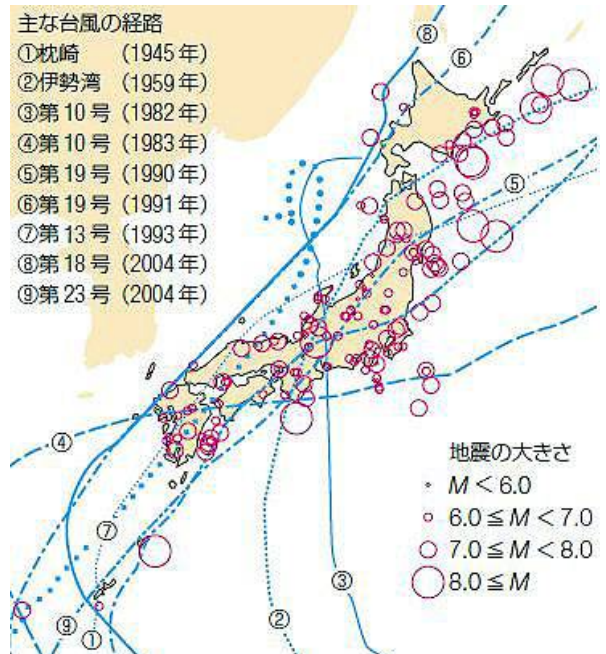 主な台風の経路
①枕崎 (1945年)
②伊勢湾 (1959年)
③第10号 (1982年)
④第10号 (1983年)
⑤第19号 (1990年)
⑥第19号 (1991年)
⑦第13号 (1993年)
⑧第18号 (2004年)
⑨第23号 (2004年)
⑧
⑥
⑤
④
⑦
③
②
⑨
①
地震の大きさ
M < 6.0
6.0 ≦ M < 7.0
7.0 ≦ M < 8.0
8.0 ≦ M